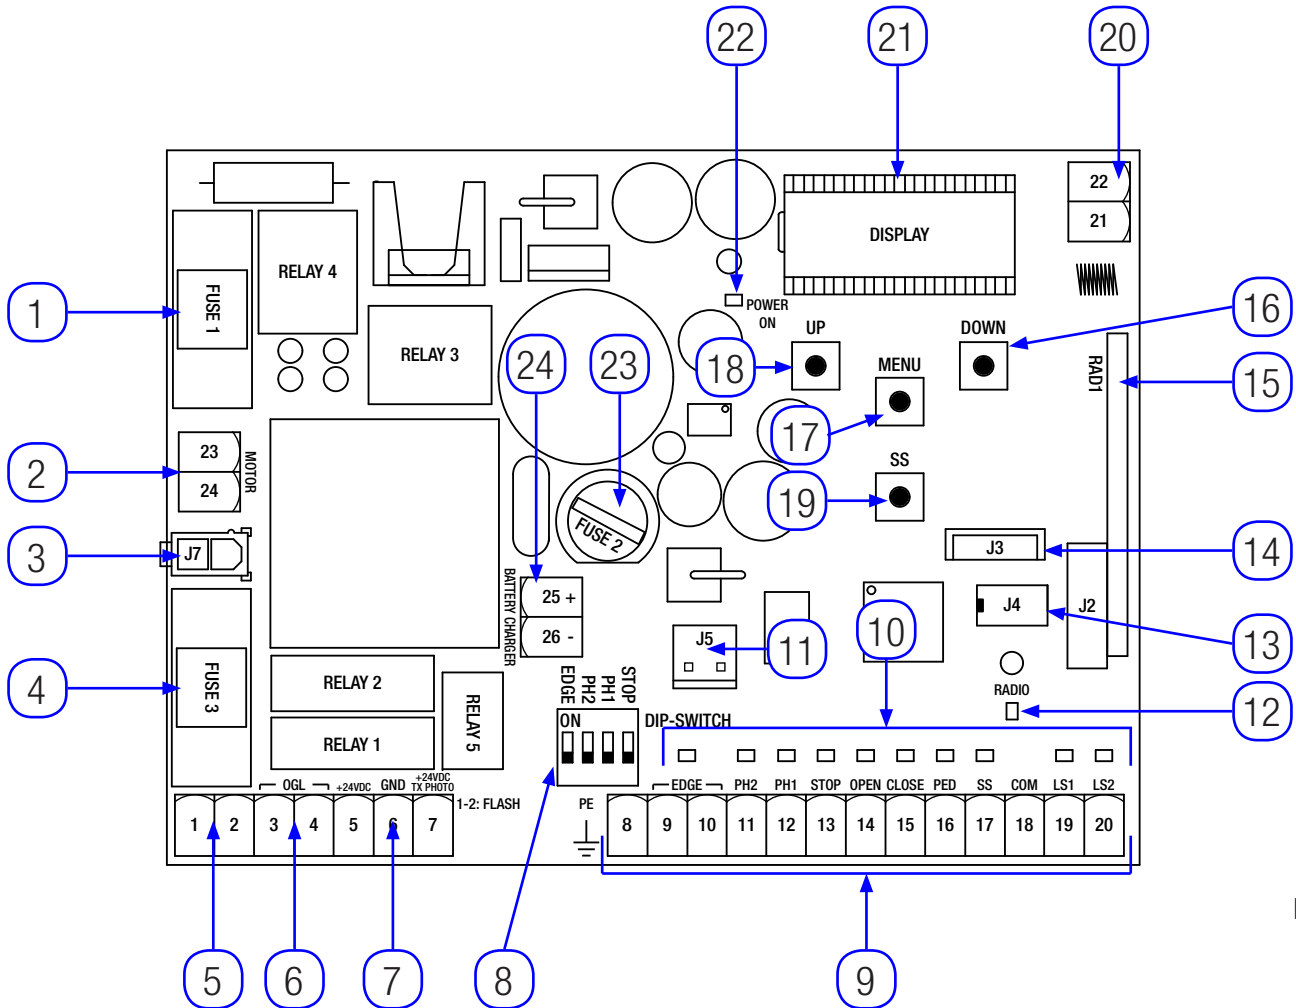 22
21
20
22
21
DISPLAY
RELAY 4
FUSE 1
1
POWER
ON
UP
DOWN
16
RELAY 3
24
23
18
MENU
RAD1
15
17
23
24
MOTOR
2
SS
19
FUSE 2
J7
3
J3
14
BATTERY CHARGER
25 +
26 -
10
J4
J2
J5
11
13
FUSE 3
4
RELAY 2
EDGE
PH2
PH1
STOP
RELAY 5
RADIO
12
ON
DIP-SWITCH
RELAY 1
OGL
+24VDC
GND
+24VDC
TX PHOTO
1-2: FLASH
PE
EDGE
PH2
PH1
STOP
OPEN
CLOSE
PED
SS
COM
LS1
LS2
1 2 3 4 5 6 7
8 9 10 11 12 13 14 15 16 17 18 19 20
5
6
7
8
9